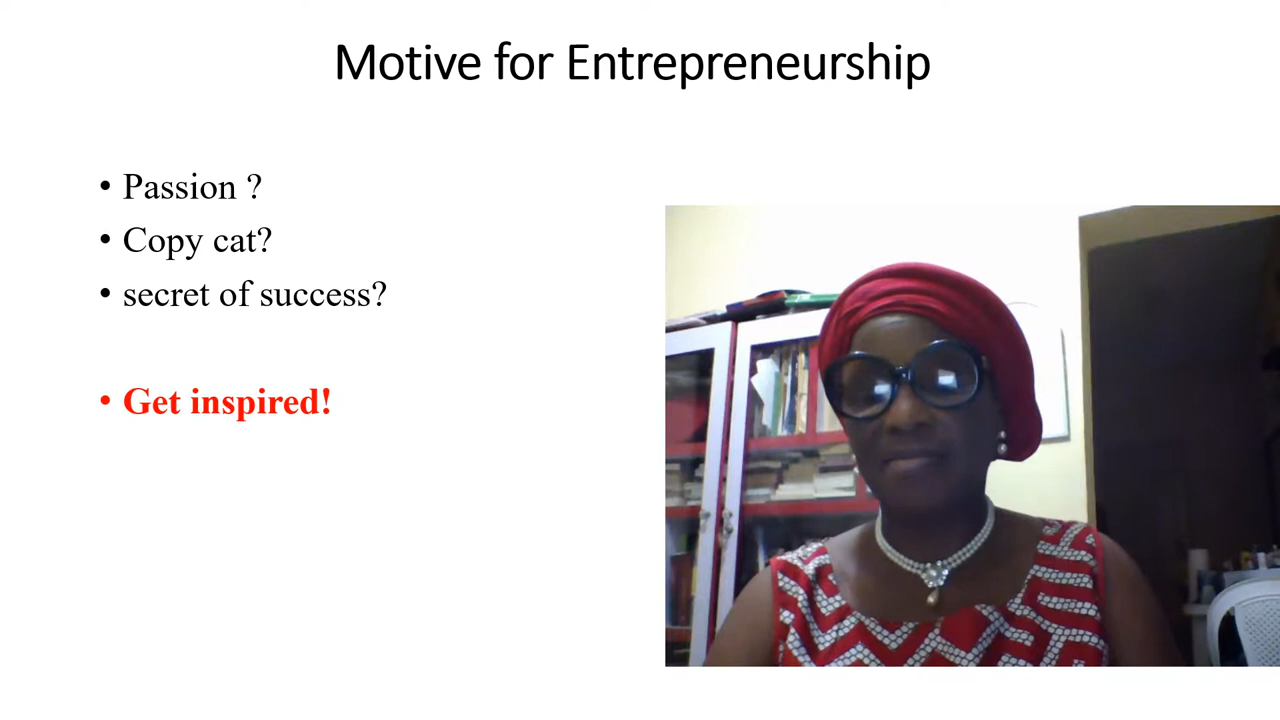 Motive for Entrepreneurship
• Passion ?
• Copy cat?
• secret of success?
• Get inspired!